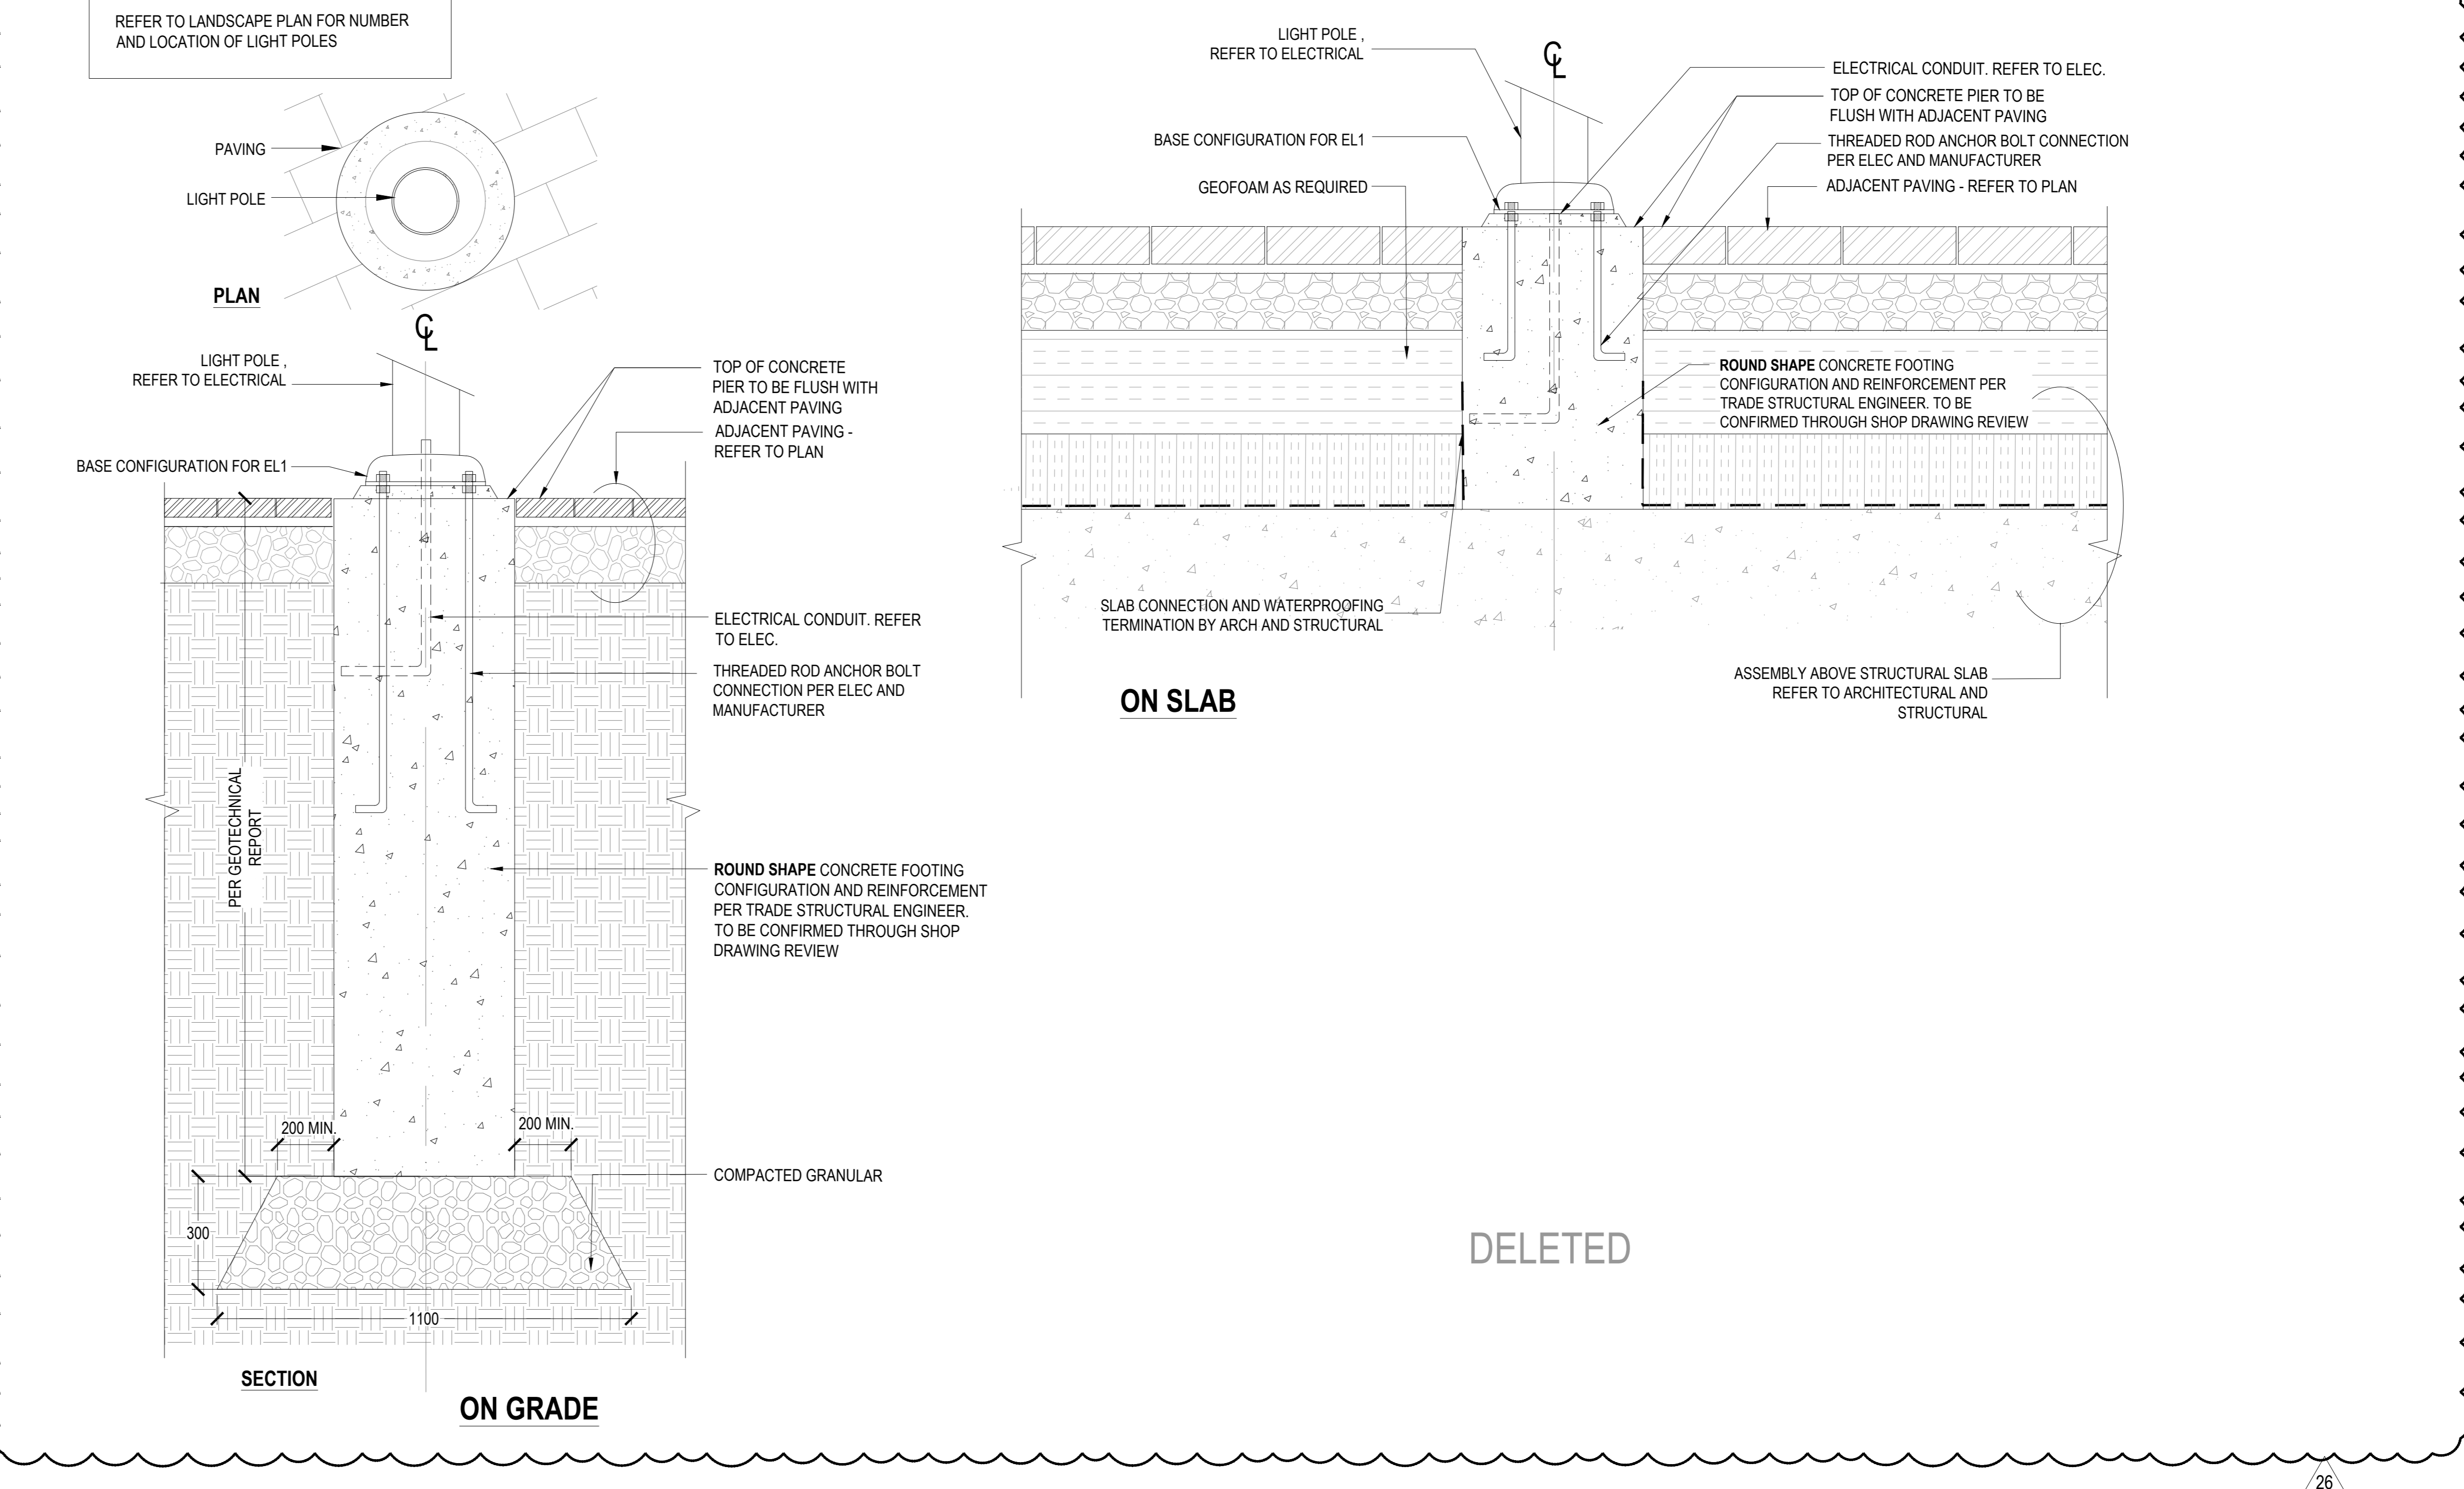 REFER TO LANDSCAPE PLAN FOR NUMBER
AND LOCATION OF LIGHT POLES
PAVING
LIGHT POLE
PLAN
CL
LIGHT POLE ,
REFER TO ELECTRICAL
BASE CONFIGURATION FOR EL1
TOP OF CONCRETE
PIER TO BE FLUSH WITH
ADJACENT PAVING
ADJACENT PAVING -
REFER TO PLAN
ELECTRICAL CONDUIT. REFER
TO ELEC.
THREADED ROD ANCHOR BOLT
CONNECTION PER ELEC AND
MANUFACTURER
PER GEOTECHNICAL
REPORT
ROUND SHAPE CONCRETE FOOTING
CONFIGURATION AND REINFORCEMENT
PER TRADE STRUCTURAL ENGINEER.
TO BE CONFIRMED THROUGH SHOP
DRAWING REVIEW
200 MIN.
200 MIN.
COMPACTED GRANULAR
300
1100
SECTION
ON GRADE
LIGHT POLE ,
REFER TO ELECTRICAL
CL
BASE CONFIGURATION FOR EL1
GEOFOAM AS REQUIRED
ELECTRICAL CONDUIT. REFER TO ELEC.
TOP OF CONCRETE PIER TO BE
FLUSH WITH ADJACENT PAVING
THREADED ROD ANCHOR BOLT CONNECTION
PER ELEC AND MANUFACTURER
ADJACENT PAVING - REFER TO PLAN
ROUND SHAPE CONCRETE FOOTING
CONFIGURATION AND REINFORCEMENT PER
TRADE STRUCTURAL ENGINEER. TO BE
CONFIRMED THROUGH SHOP DRAWING REVIEW
SLAB CONNECTION AND WATERPROOFING
TERMINATION BY ARCH AND STRUCTURAL
ASSEMBLY ABOVE STRUCTURAL SLAB
REFER TO ARCHITECTURAL AND
STRUCTURAL
ON SLAB
DELETED
26